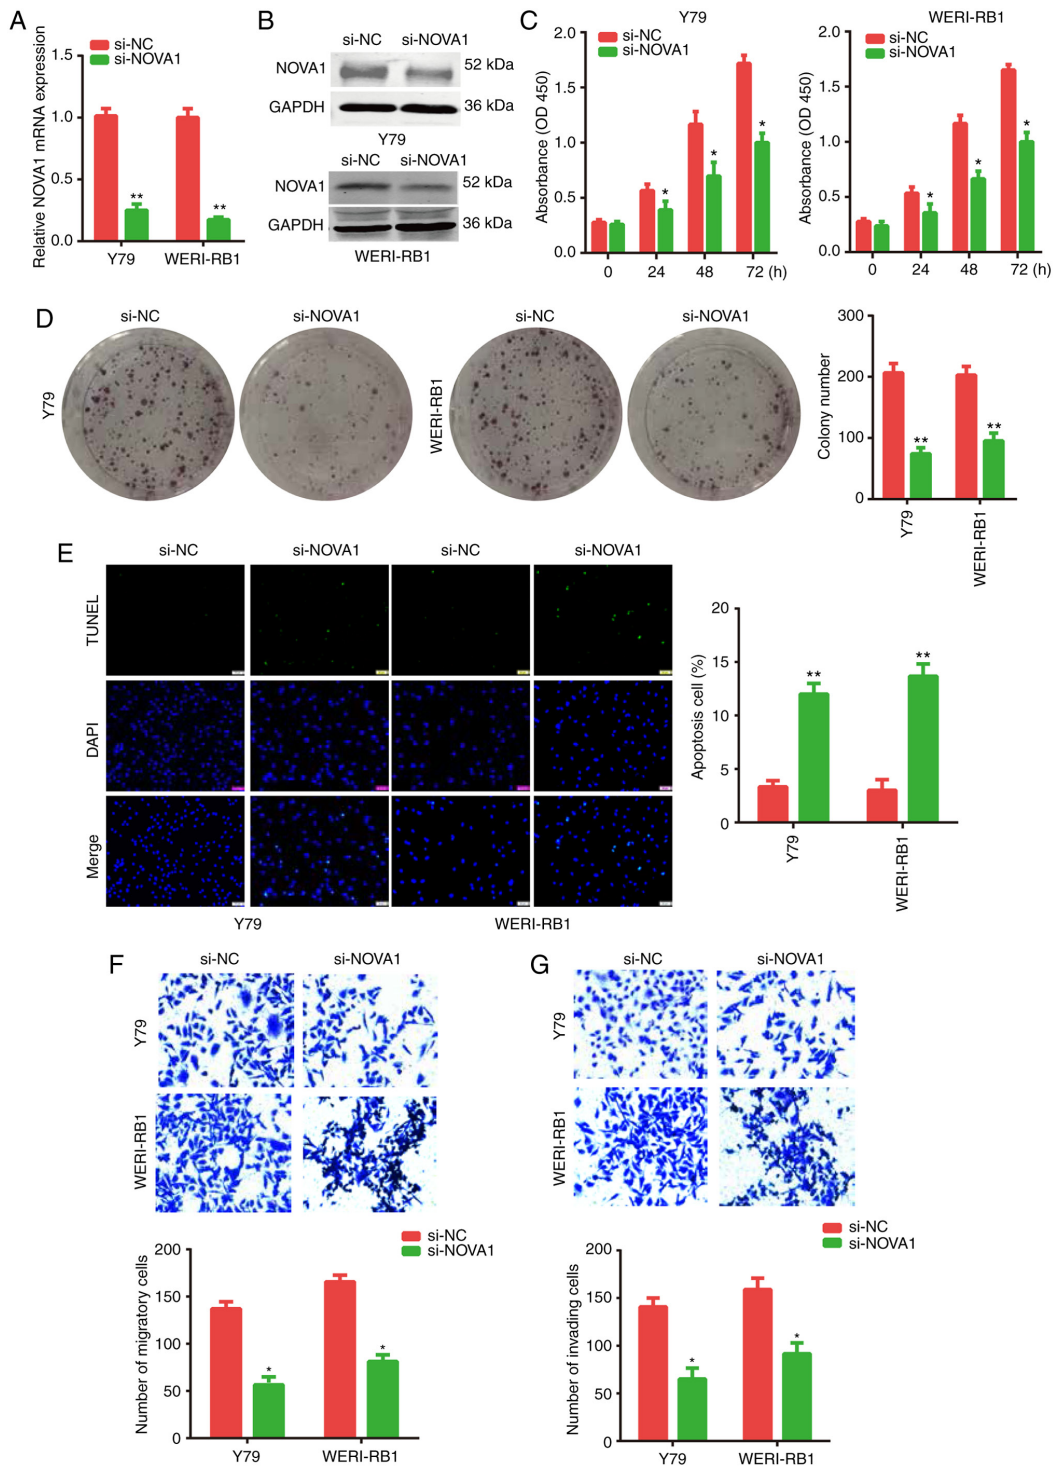 A
si-NC
si-NOVA1
Relative NOVA1 mRNA expression
1.5
1.0
0.5
0.0
**
**
Y79
WERI-RB1
B
si-NC si-NOVA1
NOVA1 52 kDa
GAPDH 36 kDa
Y79
si-NC si-NOVA1
NOVA1 52 kDa
GAPDH 36 kDa
WERI-RB1
C
Y79
si-NC
si-NOVA1
Absorbance (OD 450)
2.0
1.5
1.0
0.5
0.0
*
*
*
0 24 48 72 (h)
WERI-RB1
si-NC
si-NOVA1
Absorbance (OD 450)
2.0
1.5
1.0
0.5
0.0
*
*
*
0 24 48 72 (h)
D
si-NC si-NOVA1 si-NC si-NOVA1
Y79
WERI-RB1
Colony number
300
200
100
0
**
**
Y79
WERI-RB1
E
si-NC si-NOVA1 si-NC si-NOVA1
TUNEL
DAPI
Merge
Y79 WERI-RB1
Apoptosis cell (%)
20
15
10
5
0
**
**
Y79
WERI-RB1
F
si-NC si-NOVA1
Y79
WERI-RB1
si-NC
si-NOVA1
Number of migratory cells
200
150
100
50
0
*
*
Y79 WERI-RB1
G
si-NC si-NOVA1
Y79
WERI-RB1
si-NC
si-NOVA1
Number of invading cells
200
150
100
50
0
*
*
Y79 WERI-RB1